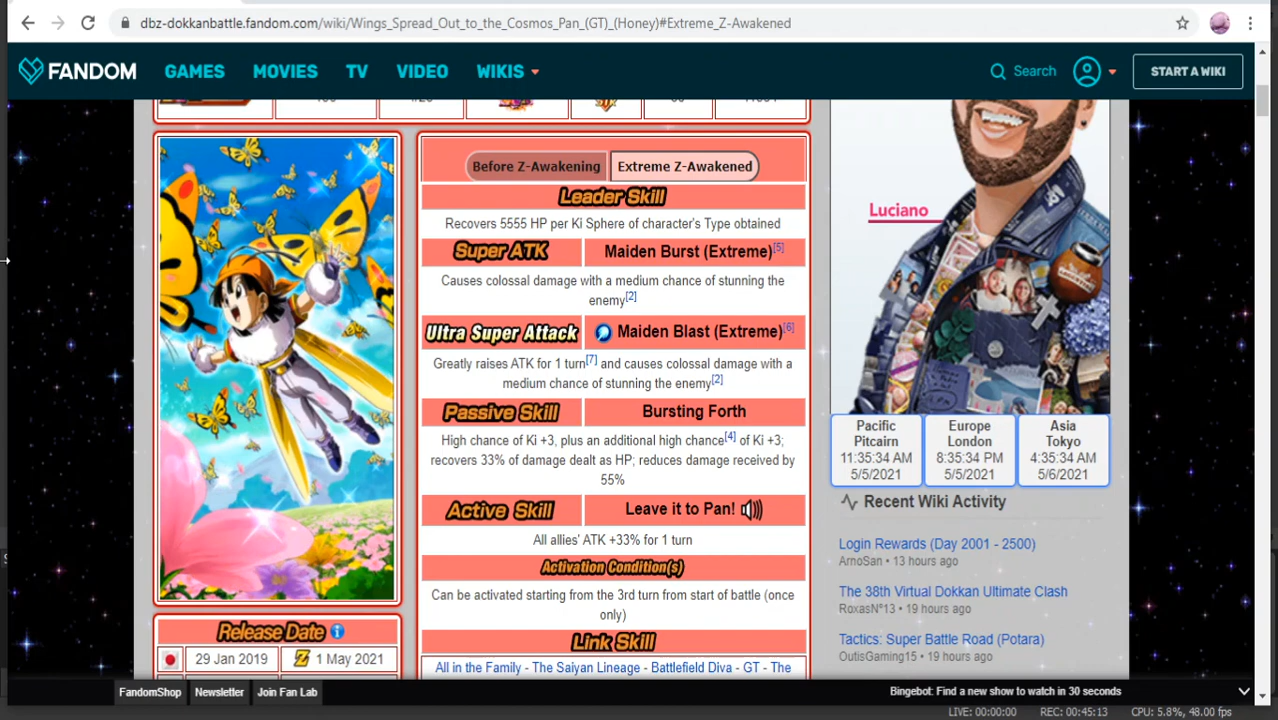 dbz-dokkanbattle.fandom.com/wiki/Wings_Spread_Out_to_the_Cosmos_Pan_(GT)_(Honey)#Extreme_Z-Awakened
FANDOM GAMES MOVIES TV VIDEO WIKIS Search START A WIKI
Before Z-Awakening Extreme Z-Awakened
Leader Skill
Recovers 5555 HP per Ki Sphere of character's Type obtained
Super ATK Maiden Burst (Extreme)[5]
Causes colossal damage with a medium chance of stunning the
enemy[2]
Ultra Super Attack Maiden Blast (Extreme)[6]
Greatly raises ATK for 1 turn[7] and causes colossal damage with a
medium chance of stunning the enemy[2]
Passive Skill Bursting Forth
High chance of Ki +3, plus an additional high chance[4] of Ki +3;
recovers 33% of damage dealt as HP; reduces damage received by
55%
Active Skill Leave it to Pan!
All allies' ATK +33% for 1 turn
Activation Condition(s)
Can be activated starting from the 3rd turn from start of battle (once
only)
Link Skill
All in the Family - The Saiyan Lineage - Battlefield Diva - GT - The
Release Date
29 Jan 2019 Z 1 May 2021
Luciano
Pacific Europe Asia
Pitcairn London Tokyo
11:35:34 AM 8:35:34 PM 4:35:34 AM
5/5/2021 5/5/2021 5/6/2021
Recent Wiki Activity
Login Rewards (Day 2001 - 2500)
ArnoSan • 13 hours ago
The 38th Virtual Dokkan Ultimate Clash
RoxasNº13 • 19 hours ago
Tactics: Super Battle Road (Potara)
OutisGaming15 • 19 hours ago
FandomShop Newsletter Join Fan Lab Bingebot: Find a new show to watch in 30 seconds
LIVE: 00:00:00 REC: 00:45:13 CPU: 5.8%, 48.00 fps